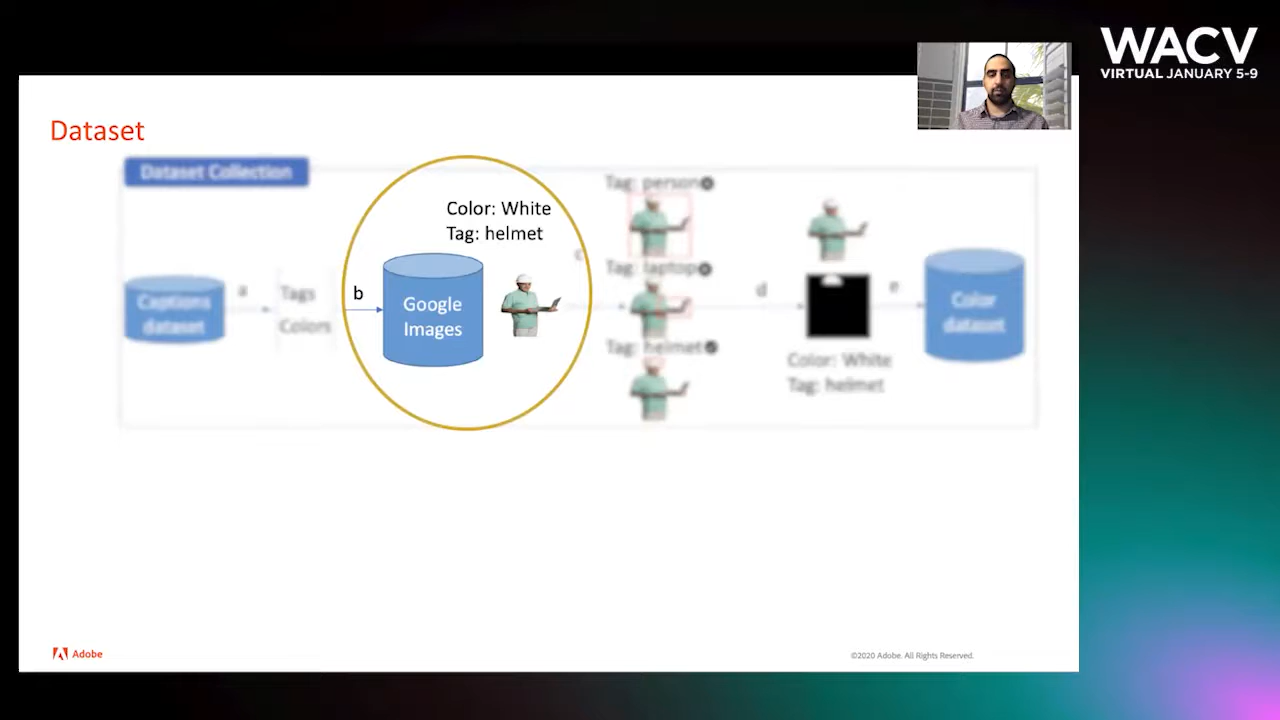 WACV
VIRTUAL JANUARY 5-9
Dataset
Dataset Collection
Color: White
Tag: helmet
Tag: person
Tag: laptop
Tag: helmet
Captions
dataset
a
Tags
Colors
b
Google
Images
c
d
e
Color
dataset
Color: White
Tag: helmet
Adobe
©2020 Adobe. All Rights Reserved.